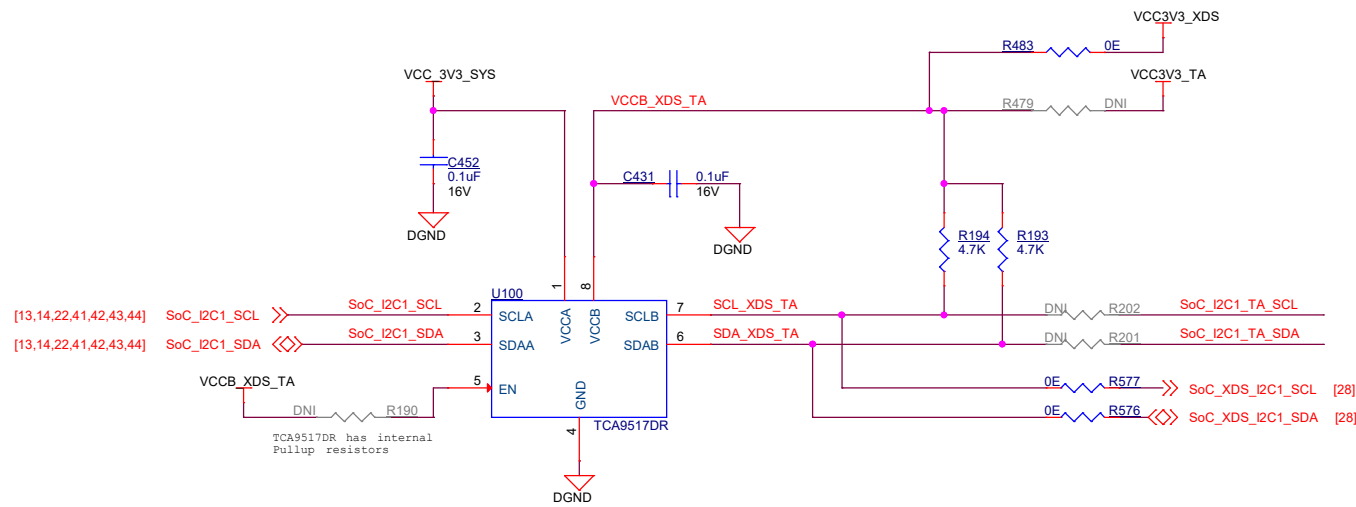 VCC3V3_XDS
R483 0E
VCC_3V3_SYS
VCC3V3_TA
VCCB_XDS_TA
R479 DNI
C452
0.1uF
16V
C431 0.1uF
16V
DGND
DGND
R194
4.7K
R193
4.7K
U100
1
8
[13,14,22,41,42,43,44] SoC_I2C1_SCL
SoC_I2C1_SCL
2
SCLA
VCCA
VCCB
SCLB
7
SCL_XDS_TA
DNI R202
SoC_I2C1_TA_SCL
[13,14,22,41,42,43,44] SoC_I2C1_SDA
SoC_I2C1_SDA
3
SDAA
SDAB
6
SDA_XDS_TA
DNI R201
SoC_I2C1_TA_SDA
VCCB_XDS_TA
5
EN
GND
0E R577
SoC_XDS_I2C1_SCL [28]
DNI R190
0E R576
SoC_XDS_I2C1_SDA [28]
4
TCA9517DR
TCA9517DR has internal
Pullup resistors
DGND